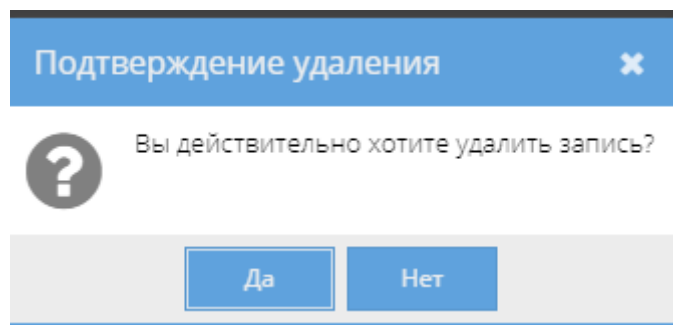 Подтверждение удаления
Вы действительно хотите удалить запись?
Да
Нет